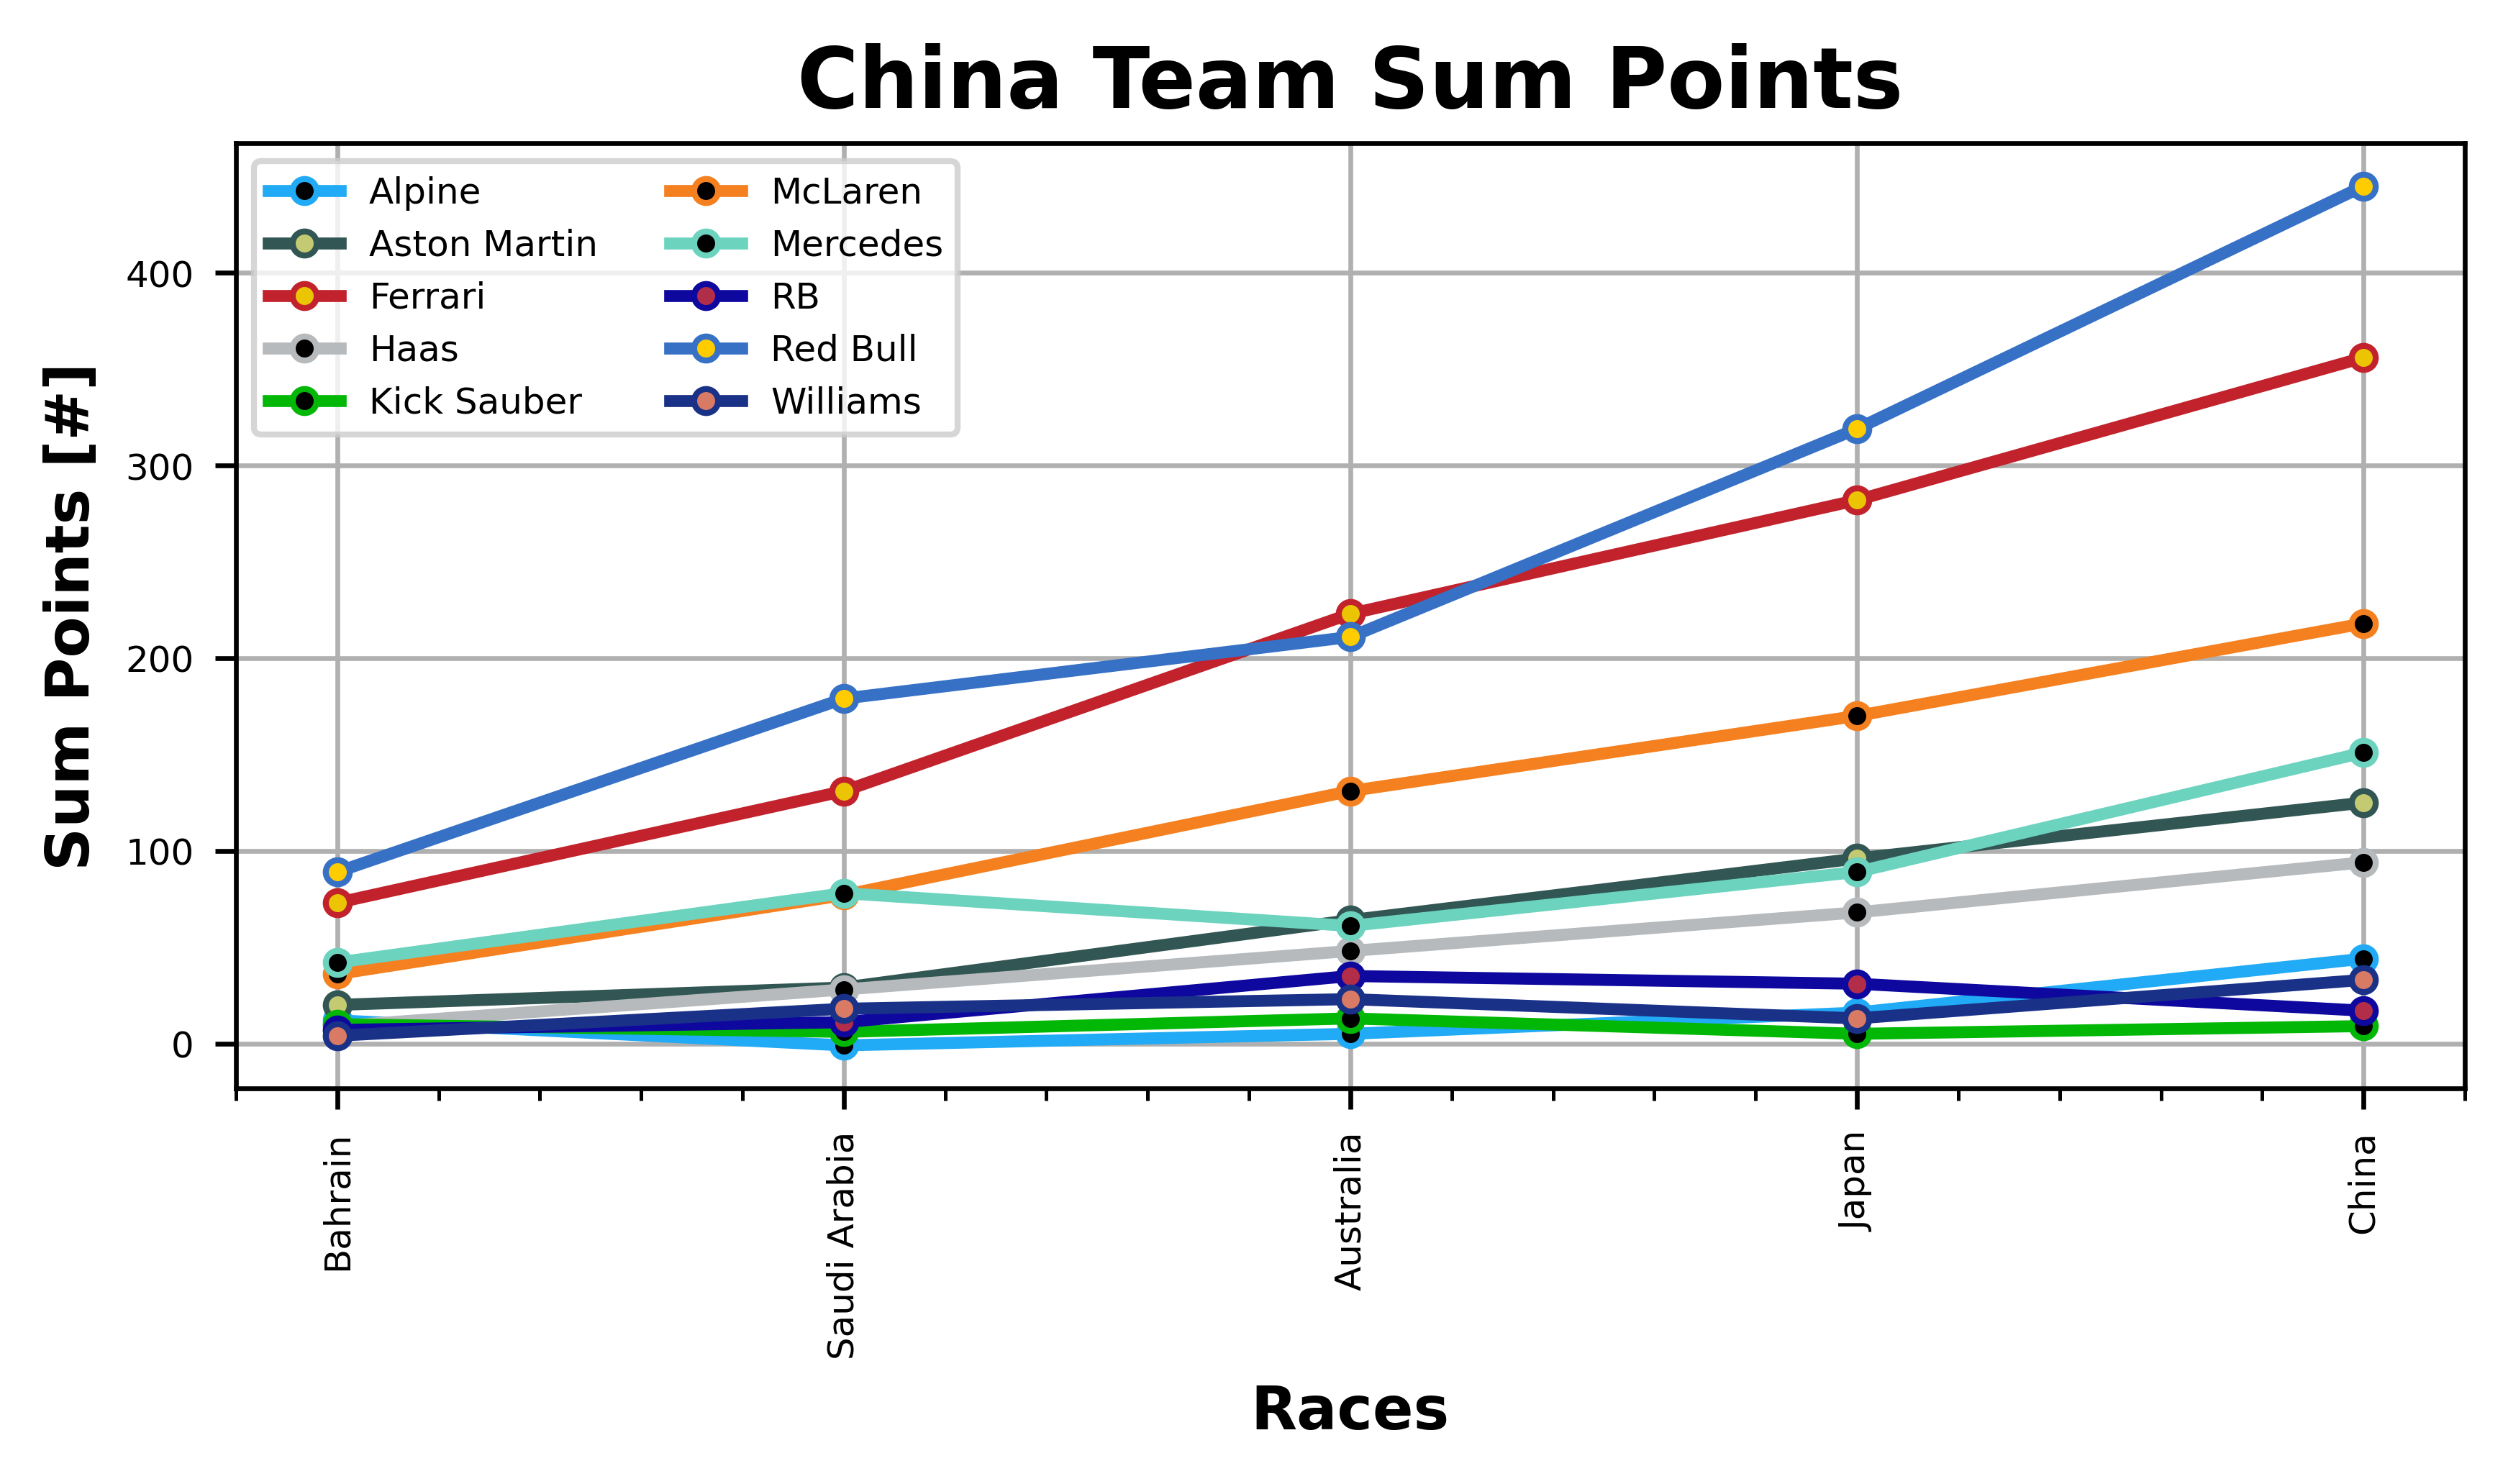 China Team Sum Points
Alpine
Aston Martin
Ferrari
Haas
Kick Sauber
McLaren
Mercedes
RB
Red Bull
Williams
Sum Points [#]
400
300
200
100
0
Bahrain
Saudi Arabia
Australia
Japan
China
Races